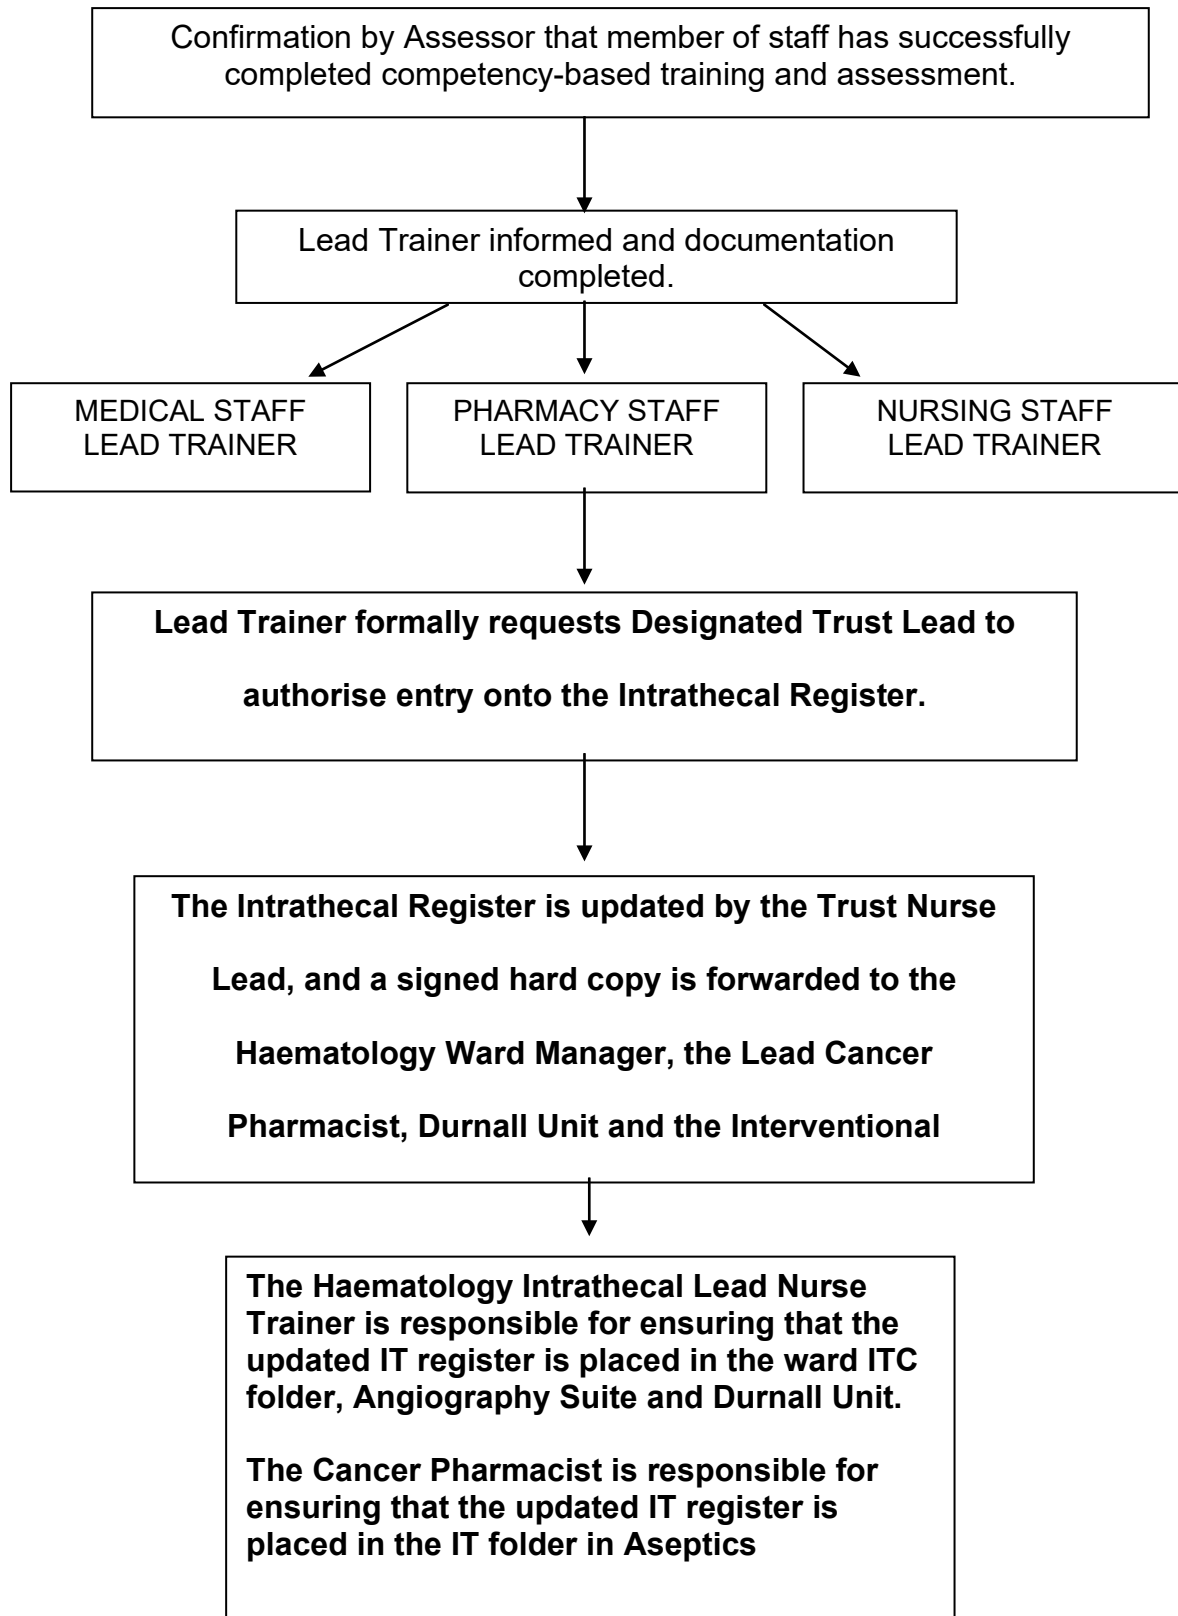 Confirmation by Assessor that member of staff has successfully
completed competency-based training and assessment.
Lead Trainer informed and documentation
completed.
MEDICAL STAFF
LEAD TRAINER
PHARMACY STAFF
LEAD TRAINER
NURSING STAFF
LEAD TRAINER
Lead Trainer formally requests Designated Trust Lead to
authorise entry onto the Intrathecal Register.
The Intrathecal Register is updated by the Trust Nurse
Lead, and a signed hard copy is forwarded to the
Haematology Ward Manager, the Lead Cancer
Pharmacist, Durnall Unit and the Interventional
The Haematology Intrathecal Lead Nurse
Trainer is responsible for ensuring that the
updated IT register is placed in the ward ITC
folder, Angiography Suite and Durnall Unit.
The Cancer Pharmacist is responsible for
ensuring that the updated IT register is
placed in the IT folder in Aseptics